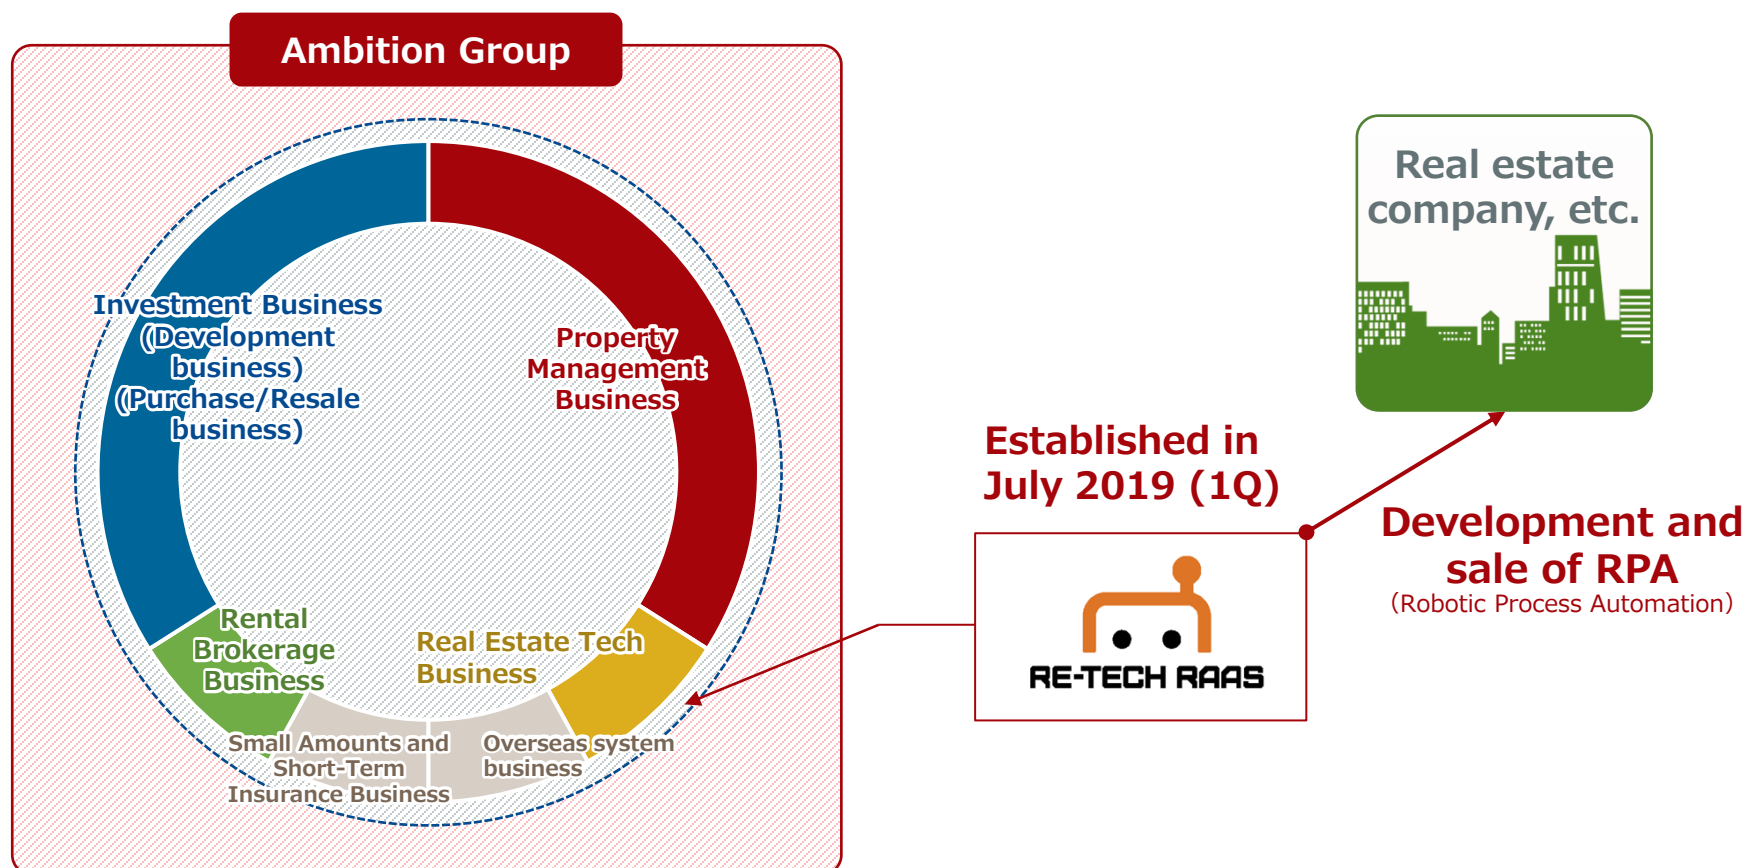 Ambition Group
Investment Business
(Development
business)
(Purchase/Resale
business)
Property
Management
Business
Rental
Brokerage
Business
Real Estate Tech
Business
Small Amounts and
Short-Term
Insurance Business
Overseas system
business
Established in
July 2019 (1Q)
RE-TECH RAAS
Real estate
company, etc.
Development and
sale of RPA
(Robotic Process Automation)